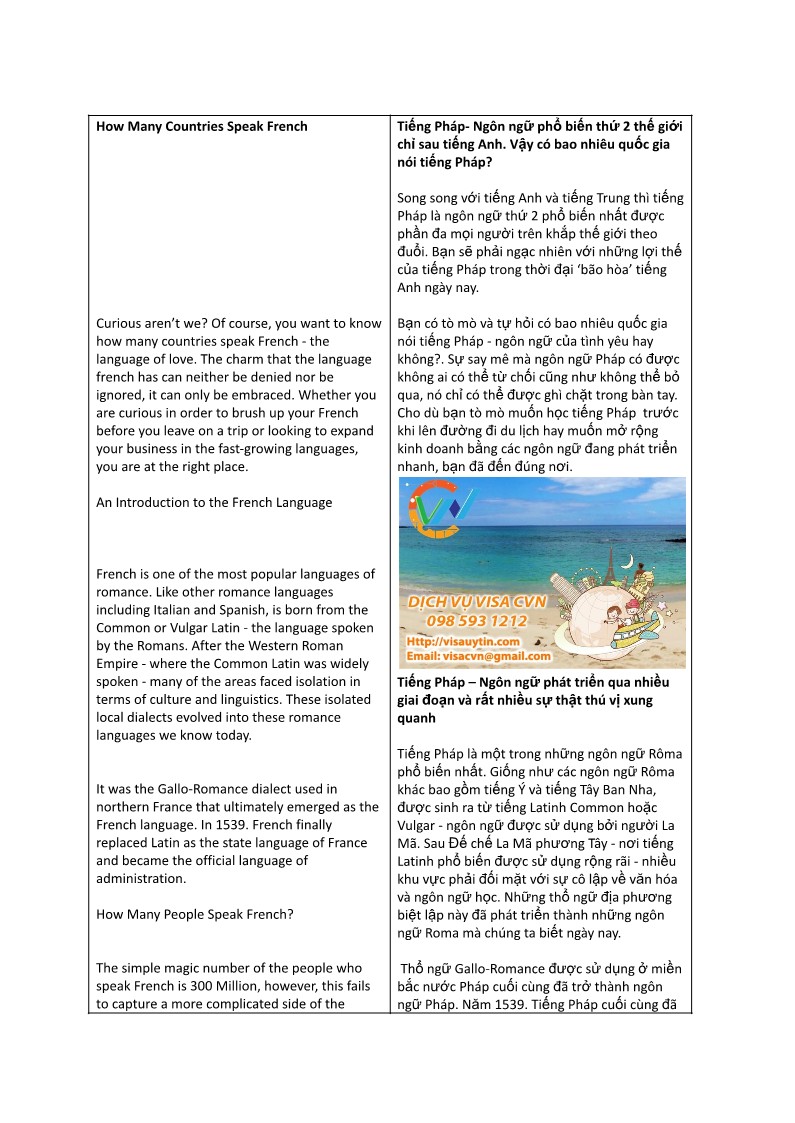 How Many Countries Speak French
Curious aren’t we? Of course, you want to know
how many countries speak French - the
language of love. The charm that the language
french has can neither be denied nor be
ignored, it can only be embraced. Whether you
are curious in order to brush up your French
before you leave on a trip or looking to expand
your business in the fast-growing languages,
you are at the right place.
An Introduction to the French Language
French is one of the most popular languages of
romance. Like other romance languages
including Italian and Spanish, is born from the
Common or Vulgar Latin - the language spoken
by the Romans. After the Western Roman
Empire - where the Common Latin was widely
spoken - many of the areas faced isolation in
terms of culture and linguistics. These isolated
local dialects evolved into these romance
languages we know today.
It was the Gallo-Romance dialect used in
northern France that ultimately emerged as the
French language. In 1539. French finally
replaced Latin as the state language of France
and became the official language of
administration.
How Many People Speak French?
The simple magic number of the people who
speak French is 300 Million, however, this fails
to capture a more complicated side of the
Tiếng Pháp- Ngôn ngữ phổ biến thứ 2 thế giới
chỉ sau tiếng Anh. Vậy có bao nhiêu quốc gia
nói tiếng Pháp?
Song song với tiếng Anh và tiếng Trung thì tiếng
Pháp là ngôn ngữ thứ 2 phổ biến nhất được
phần đa mọi người trên khắp thế giới theo
đuổi. Bạn sẽ phải ngạc nhiên với những lợi thế
của tiếng Pháp trong thời đại ‘bão hòa’ tiếng
Anh ngày nay.
Bạn có tò mò và tự hỏi có bao nhiêu quốc gia
nói tiếng Pháp - ngôn ngữ của tình yêu hay
không?. Sự say mê mà ngôn ngữ Pháp có được
không ai có thể từ chối cũng như không thể bỏ
qua, nó chỉ có thể được ghì chặt trong bàn tay.
Cho dù bạn tò mò muốn học tiếng Pháp  trước
khi lên đường đi du lịch hay muốn mở rộng
kinh doanh bằng các ngôn ngữ đang phát triển
nhanh, bạn đã đến đúng nơi.
CVN
DỊCH VỤ VISA CVN
098 593 1212
Http://visauytin.com
Email: visacvn@gmail.com
Tiếng Pháp – Ngôn ngữ phát triển qua nhiều
giai đoạn và rất nhiều sự thật thú vị xung
quanh
Tiếng Pháp là một trong những ngôn ngữ Rôma
phổ biến nhất. Giống như các ngôn ngữ Rôma
khác bao gồm tiếng Ý và tiếng Tây Ban Nha,
được sinh ra từ tiếng Latinh Common hoặc
Vulgar - ngôn ngữ được sử dụng bởi người La
Mã. Sau Đế chế La Mã phương Tây - nơi tiếng
Latinh phổ biến được sử dụng rộng rãi - nhiều
khu vực phải đối mặt với sự cô lập về văn hóa
và ngôn ngữ học. Những thổ ngữ địa phương
biệt lập này đã phát triển thành những ngôn
ngữ Roma mà chúng ta biết ngày nay.
Thổ ngữ Gallo-Romance được sử dụng ở miền
bắc nước Pháp cuối cùng đã trở thành ngôn
ngữ Pháp. Năm 1539. Tiếng Pháp cuối cùng đã